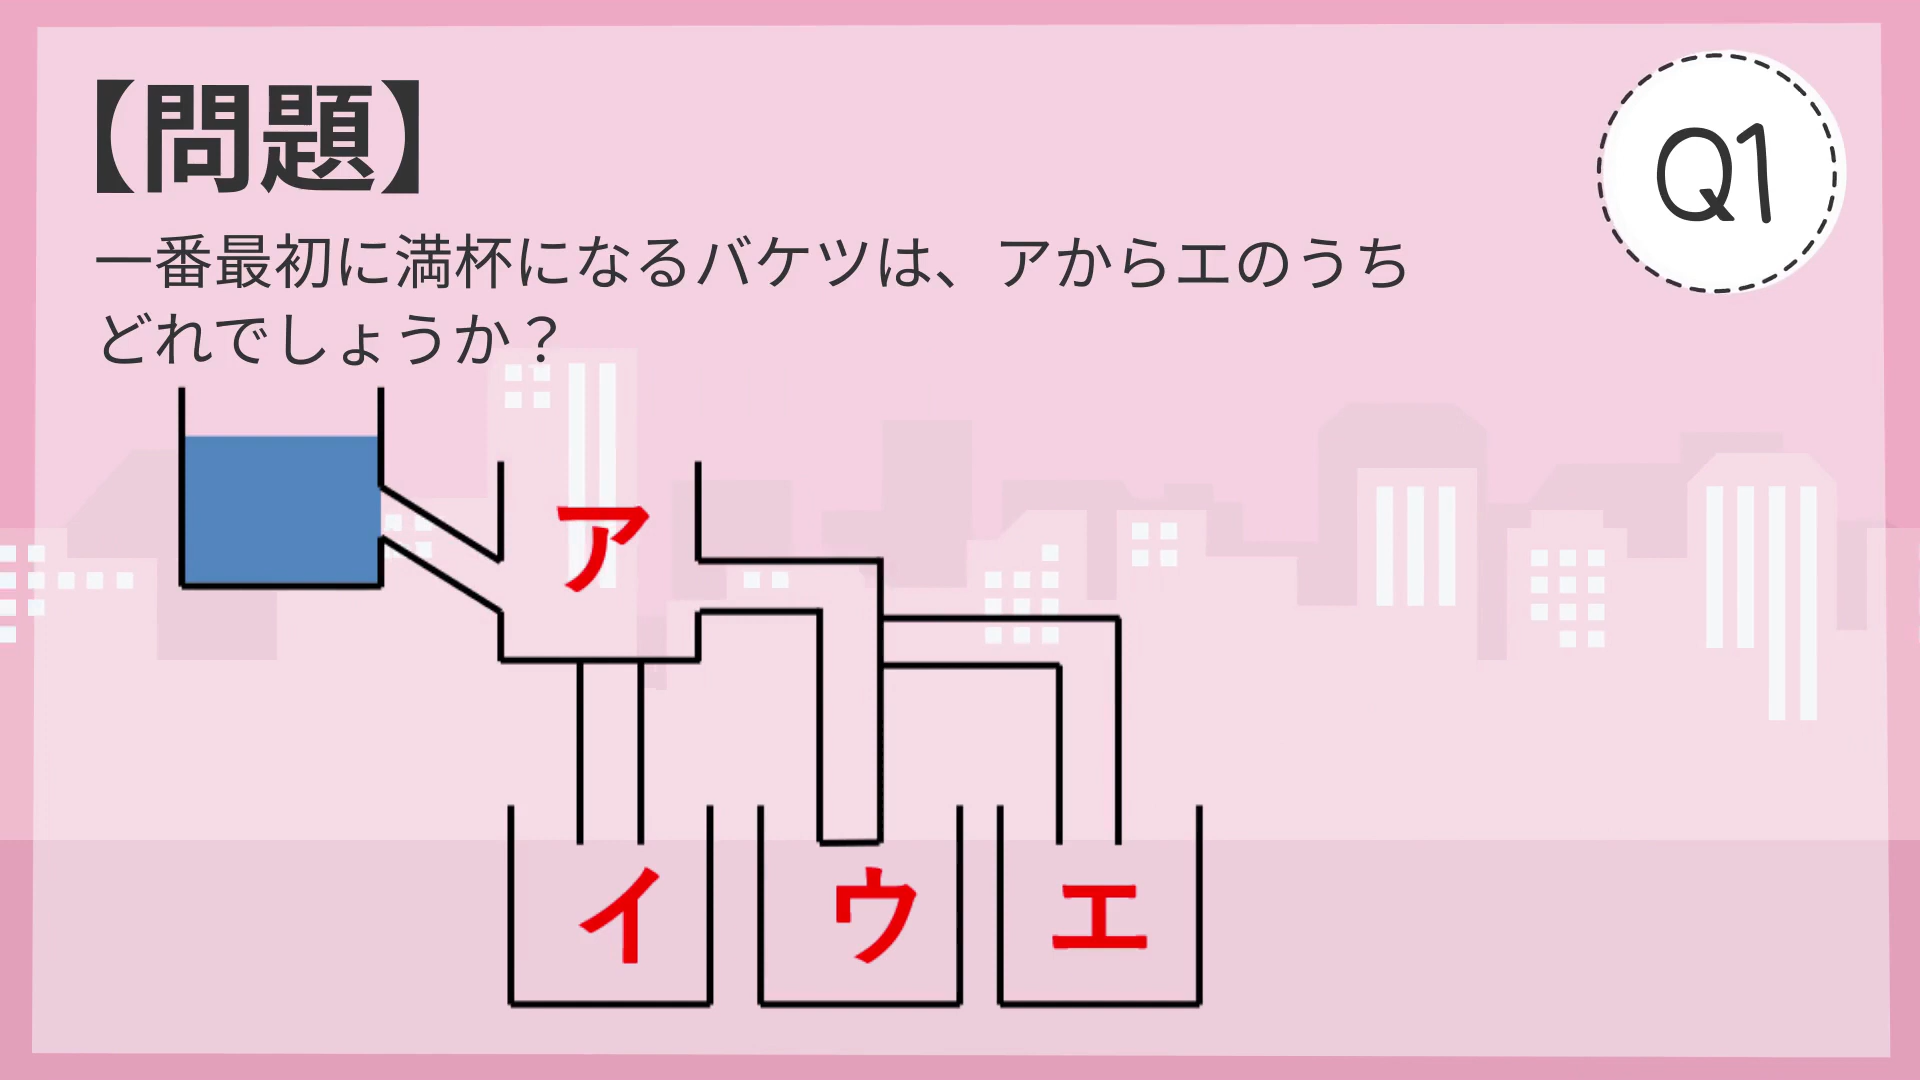 【問題】
Q1
一番最初に満杯になるバケツは、アからエのうち
どれでしょうか？
ア
イ
ウ
エ